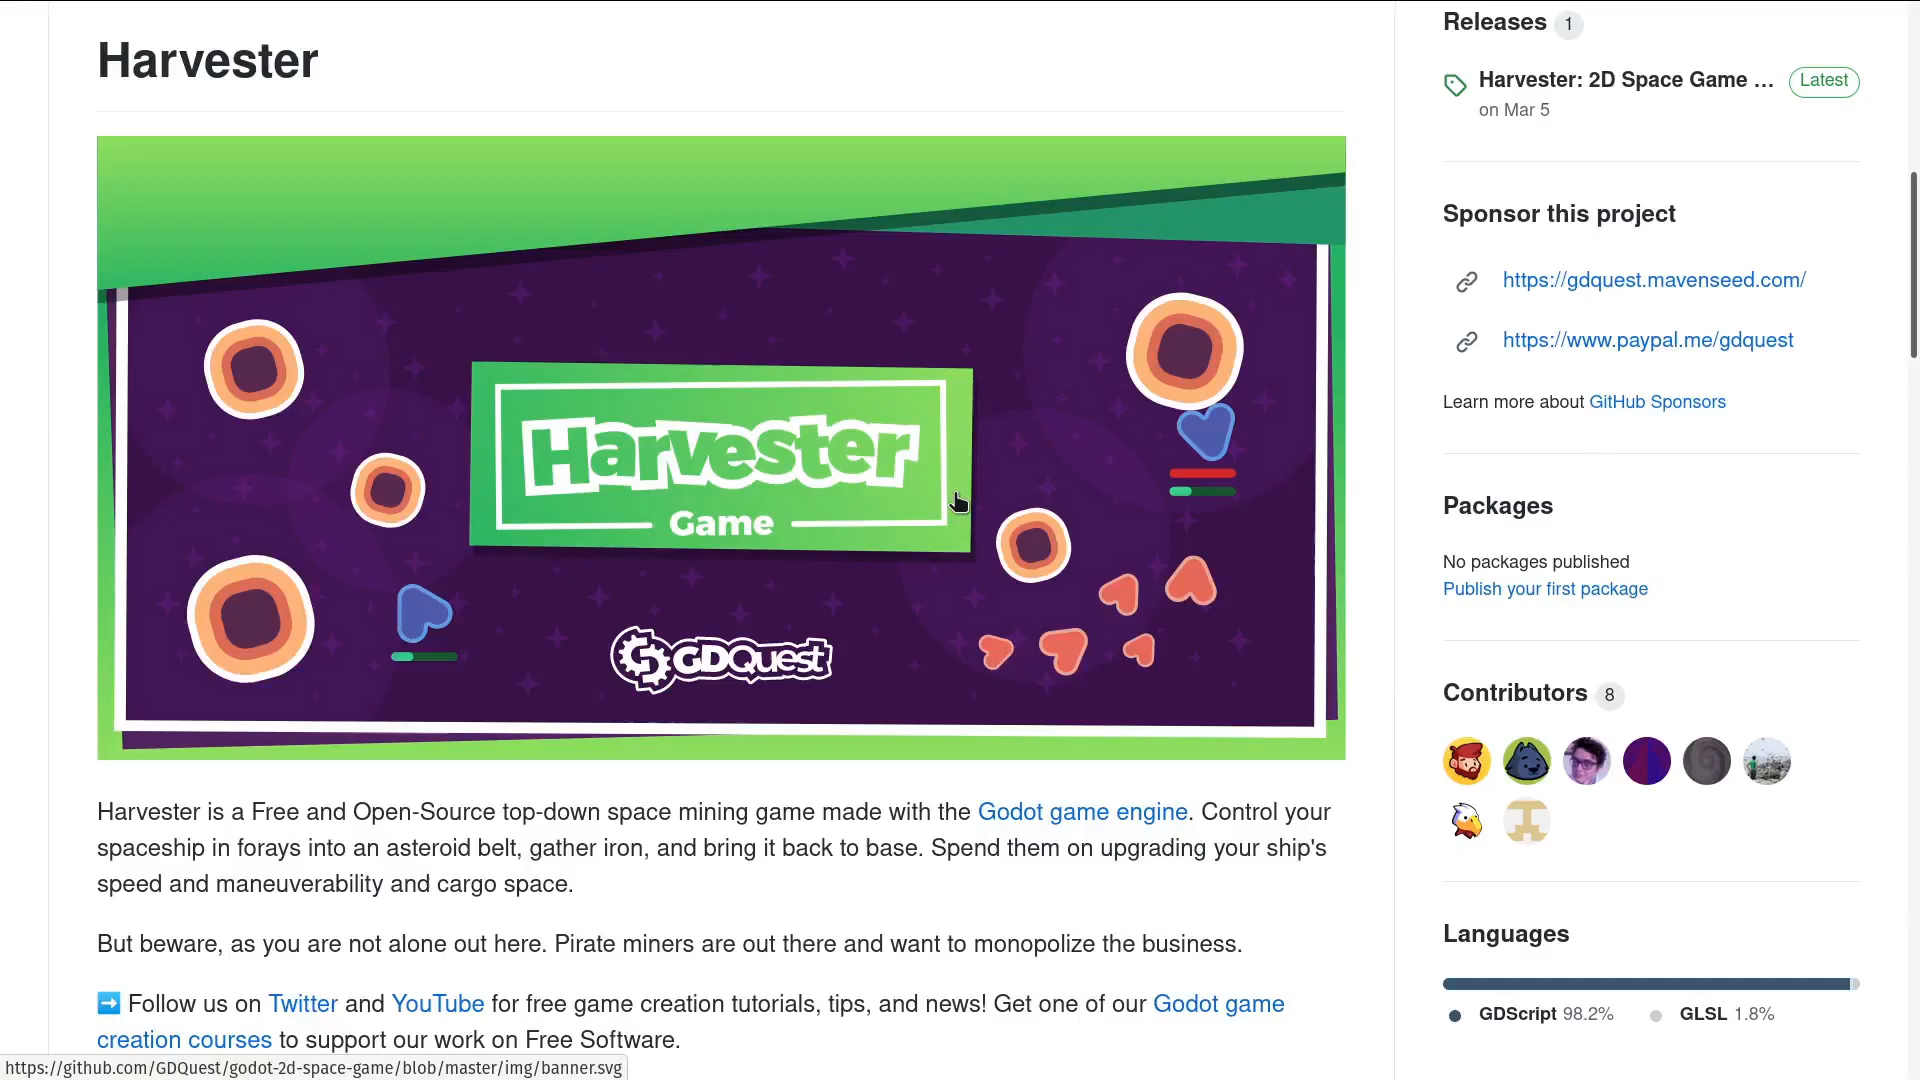 Harvester
Harvester
Game
GDQuest
Harvester is a Free and Open-Source top-down space mining game made with the Godot game engine. Control your
spaceship in forays into an asteroid belt, gather iron, and bring it back to base. Spend them on upgrading your ship's
speed and maneuverability and cargo space.
But beware, as you are not alone out here. Pirate miners are out there and want to monopolize the business.
➡ Follow us on Twitter and YouTube for free game creation tutorials, tips, and news! Get one of our Godot game
creation courses to support our work on Free Software.
https://github.com/GDQuest/godot-2d-space-game/blob/master/img/banner.svg
Releases 1
Harvester: 2D Space Game ... Latest
on Mar 5
Sponsor this project
https://gdquest.mavenseed.com/
https://www.paypal.me/gdquest
Learn more about GitHub Sponsors
Packages
No packages published
Publish your first package
Contributors 8
Languages
GDScript 98.2% GLSL 1.8%